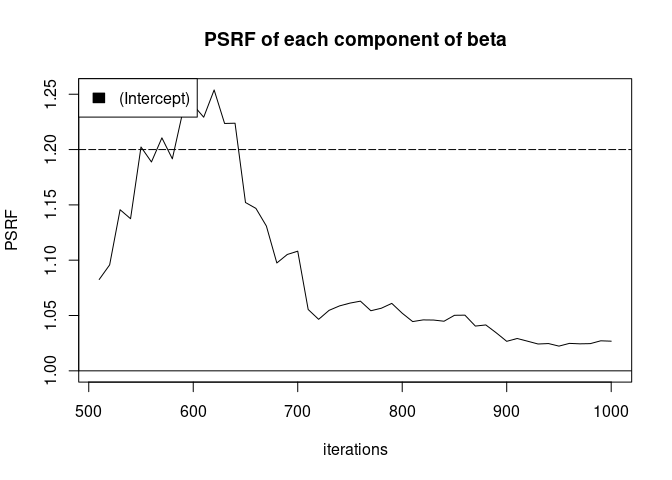 PSRF of each component of beta
(Intercept)
PSRF
1.25
1.20
1.15
1.10
1.05
1.00
500 600 700 800 900 1000
iterations